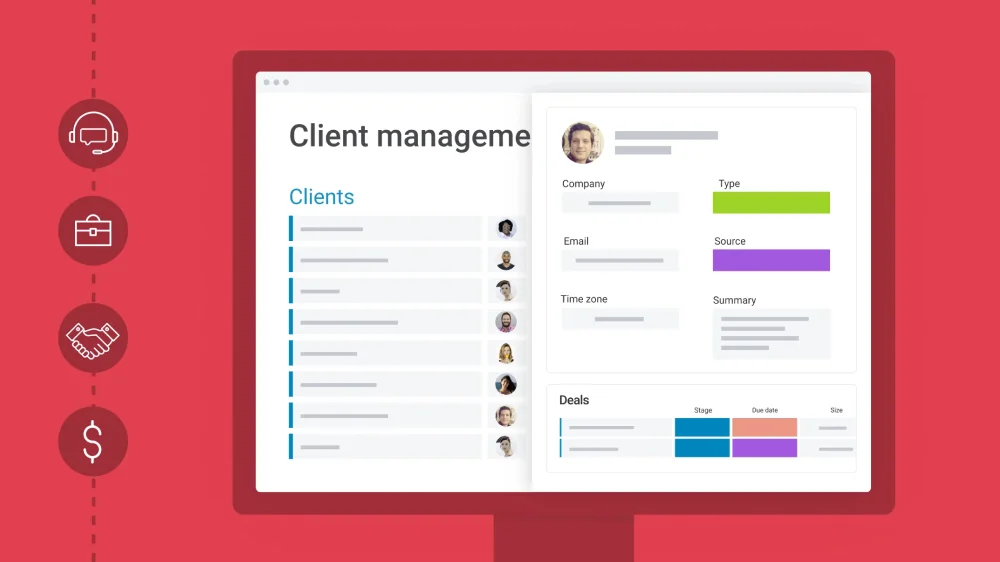 Client manageme
Clients
Company
Type
Email
Source
Time zone
Summary
Deals
Stage
Due date
Size
$